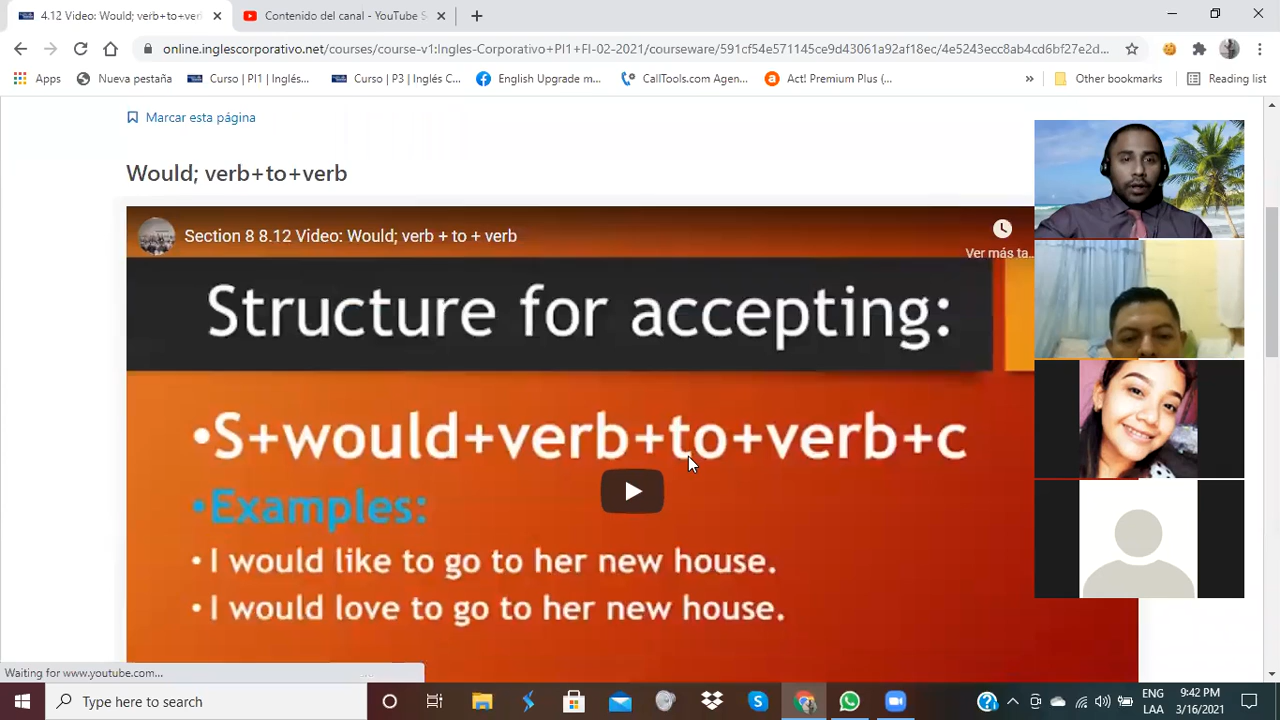 4.12 Video: Would; verb+to+ver
Contenido del canal - YouTube S
online.inglescorporativo.net/courses/course-v1:Ingles-Corporativo+PI1+FI-02-2021/courseware/591cf54e571145ce9d43061a92af18ec/4e5243ecc8ab4cd6bf27e2d...
Apps
Nueva pestaña
Curso | PI1 | Inglés...
Curso | P3 | Inglés C...
English Upgrade m...
CallTools.com Agen...
Act! Premium Plus (...
»
Other bookmarks
Reading list
Marcar esta página
Would; verb+to+verb
Section 8 8.12 Video: Would; verb + to + verb
Ver más ta...
Structure for accepting:
•S+would+verb+to+verb+c
•Examples:
• I would like to go to her new house.
• I would love to go to her new house.
Waiting for www.youtube.com...
Type here to search
ENG
LAA
9:42 PM
3/16/2021